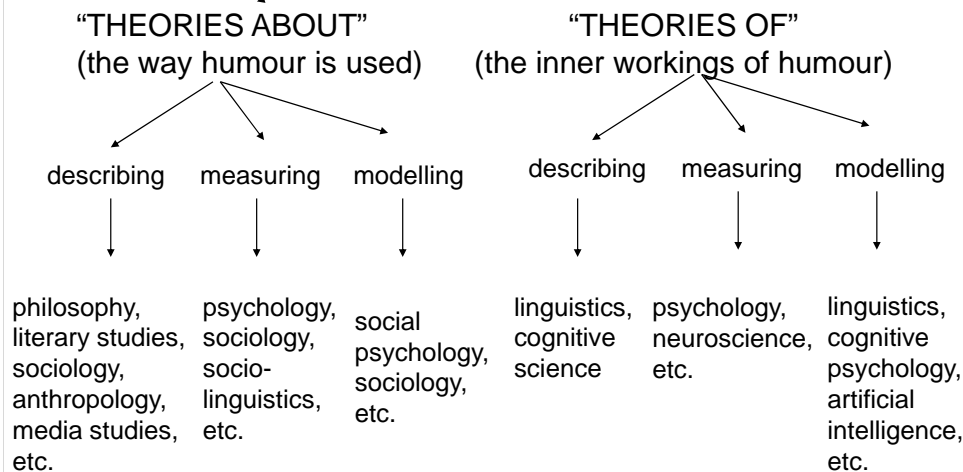 “THEORIES ABOUT”
(the way humour is used)
“THEORIES OF”
(the inner workings of humour)
describing
measuring
modelling
describing
measuring
modelling
philosophy,
literary studies,
sociology,
anthropology,
media studies,
etc.
psychology,
sociology,
socio-
linguistics,
etc.
social
psychology,
sociology,
etc.
linguistics,
cognitive
science
psychology,
neuroscience,
etc.
linguistics,
cognitive
psychology,
artificial
intelligence,
etc.